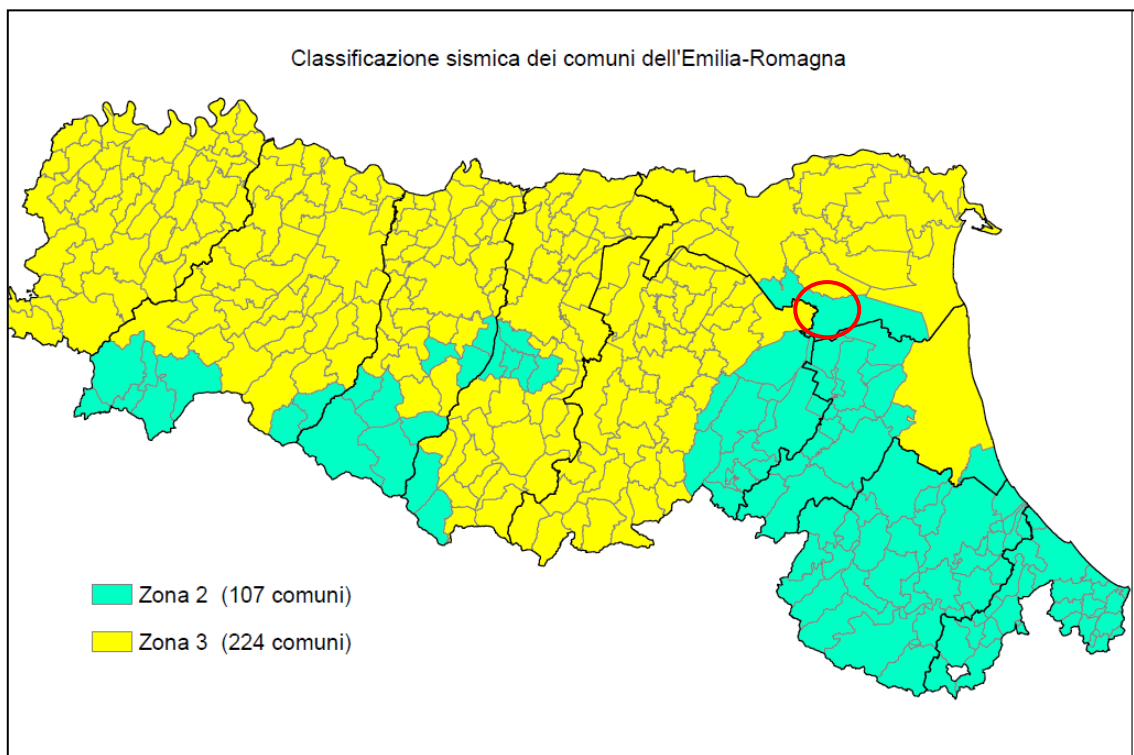 Classificazione sismica dei comuni dell'Emilia-Romagna
Zona 2 (107 comuni)
Zona 3 (224 comuni)